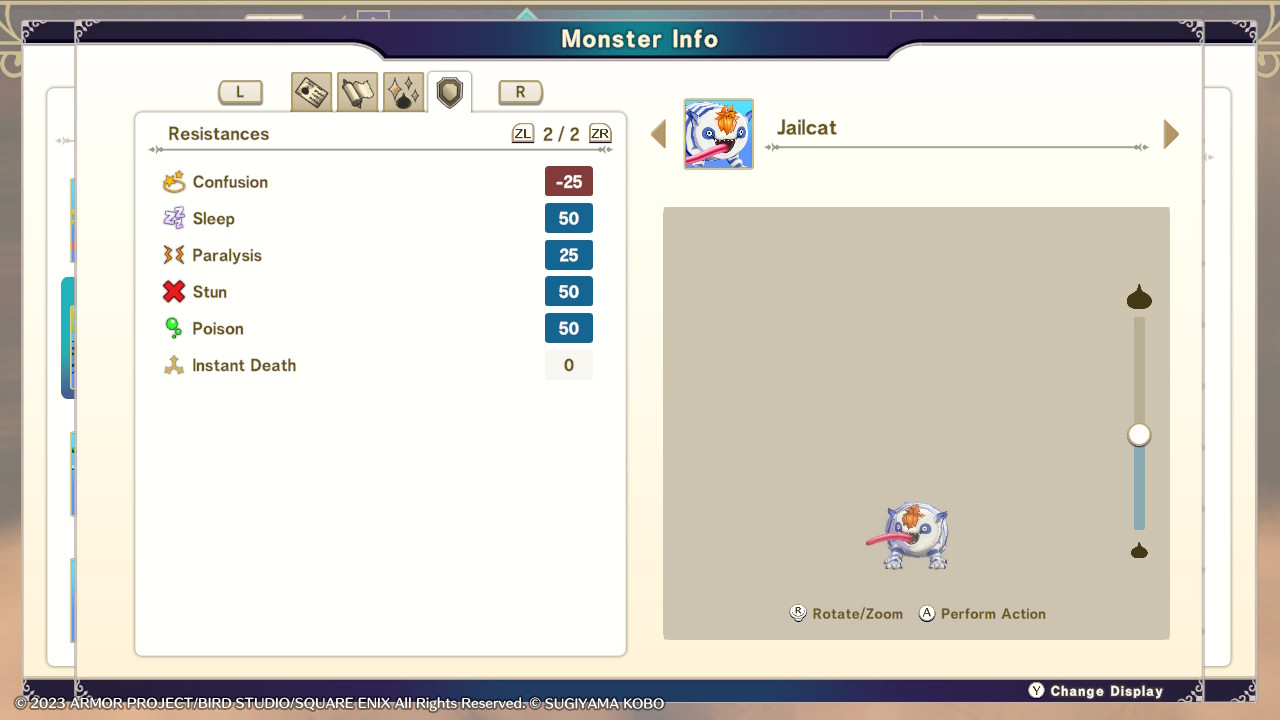 Monster Info
L
R
Resistances
ZL 2 / 2 ZR
Confusion -25
Sleep 50
Paralysis 25
Stun 50
Poison 50
Instant Death 0
Jailcat
R Rotate/Zoom A Perform Action
Y Change Display
© 2023 ARMOR PROJECT/BIRD STUDIO/SQUARE ENIX All Rights Reserved. © SUGIYAMA KOBO